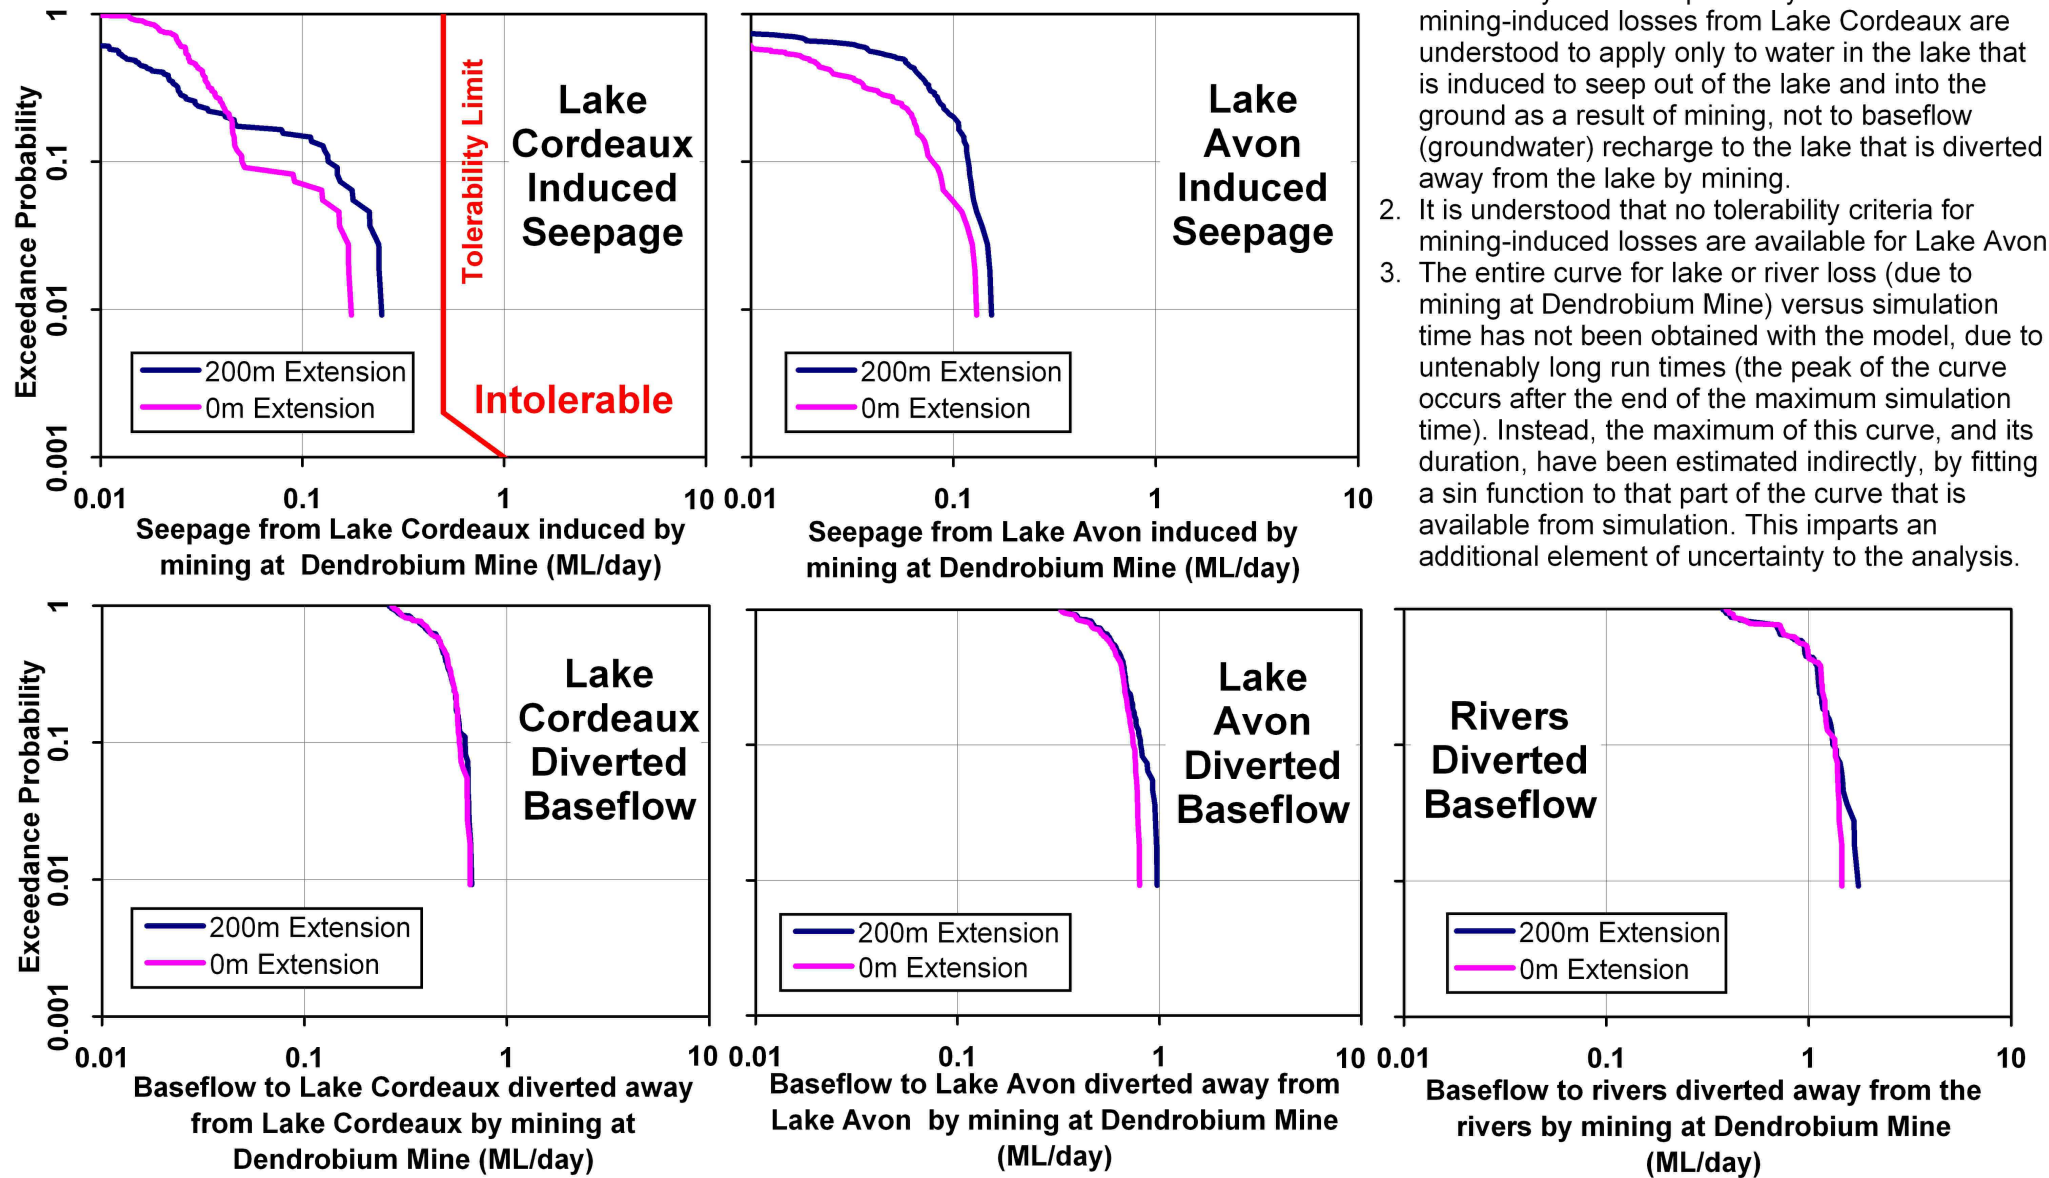 1
0.1
0.01
0.001
Exceedance Probability
Tolerability Limit
Lake
Cordeaux
Induced
Seepage
Intolerable
200m Extension
0m Extension
0.01
0.1
1
10
Seepage from Lake Cordeaux induced by
mining at Dendrobium Mine (ML/day)
Lake
Avon
Induced
Seepage
200m Extension
0m Extension
0.01
0.1
1
10
Seepage from Lake Avon induced by
mining at Dendrobium Mine (ML/day)
mining-induced losses from Lake Cordeaux are
understood to apply only to water in the lake that
is induced to seep out of the lake and into the
ground as a result of mining, not to baseflow
(groundwater) recharge to the lake that is diverted
away from the lake by mining.
2. It is understood that no tolerability criteria for
mining-induced losses are available for Lake Avon
3. The entire curve for lake or river loss (due to
mining at Dendrobium Mine) versus simulation
time has not been obtained with the model, due to
untenably long run times (the peak of the curve
occurs after the end of the maximum simulation
time). Instead, the maximum of this curve, and its
duration, have been estimated indirectly, by fitting
a sin function to that part of the curve that is
available from simulation. This imparts an
additional element of uncertainty to the analysis.
1
0.1
0.01
0.001
Exceedance Probability
Lake
Cordeaux
Diverted
Baseflow
200m Extension
0m Extension
0.01
0.1
1
10
Baseflow to Lake Cordeaux diverted away
from Lake Cordeaux by mining at
Dendrobium Mine (ML/day)
Lake
Avon
Diverted
Baseflow
200m Extension
0m Extension
0.01
0.1
1
10
Baseflow to Lake Avon diverted away from
Lake Avon by mining at Dendrobium Mine
(ML/day)
Rivers
Diverted
Baseflow
200m Extension
0m Extension
0.01
0.1
1
10
Baseflow to rivers diverted away from the
rivers by mining at Dendrobium Mine
(ML/day)